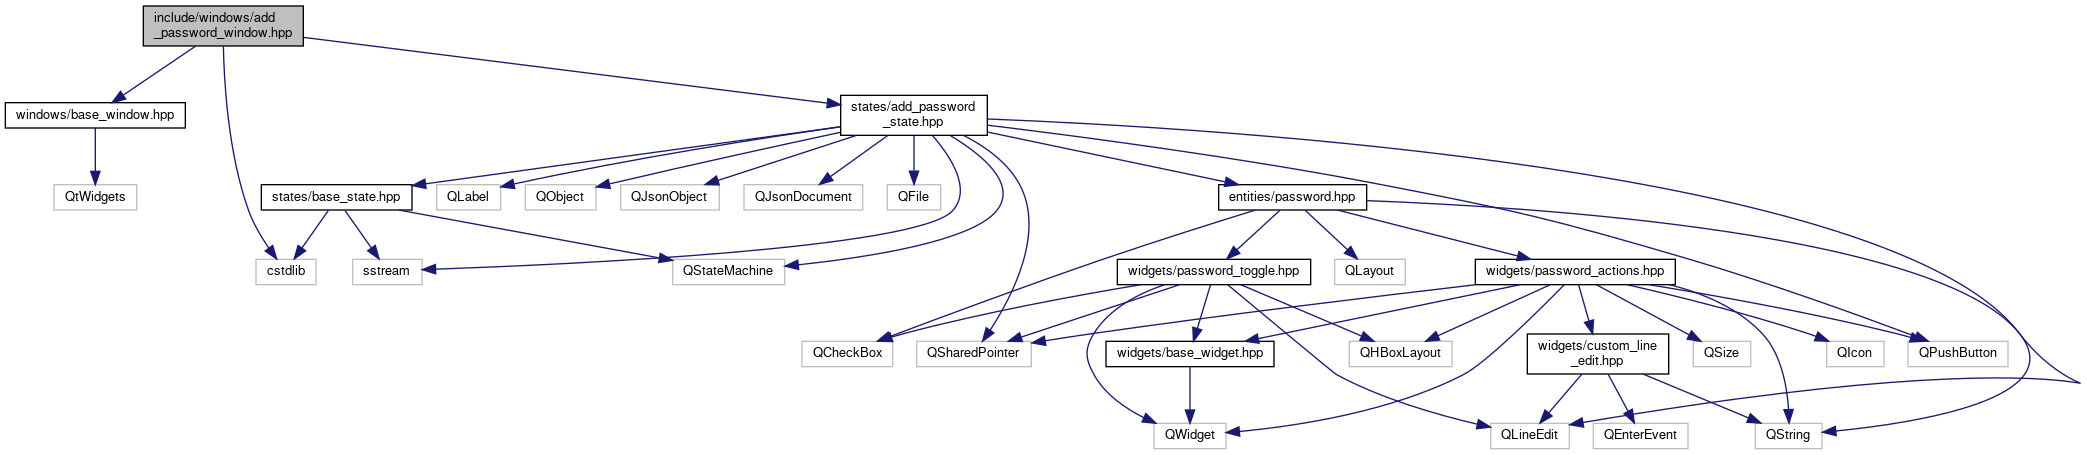 include/windows/add
_password_window.hpp
windows/base_window.hpp
states/add_password
_state.hpp
QtWidgets
states/base_state.hpp
QLabel
QObject
QJsonObject
QJsonDocument
QFile
entities/password.hpp
cstdlib
sstream
QStateMachine
widgets/password_toggle.hpp
QLayout
widgets/password_actions.hpp
QCheckBox
QSharedPointer
widgets/base_widget.hpp
QHBoxLayout
widgets/custom_line
_edit.hpp
QSize
QIcon
QPushButton
QWidget
QLineEdit
QEnterEvent
QString